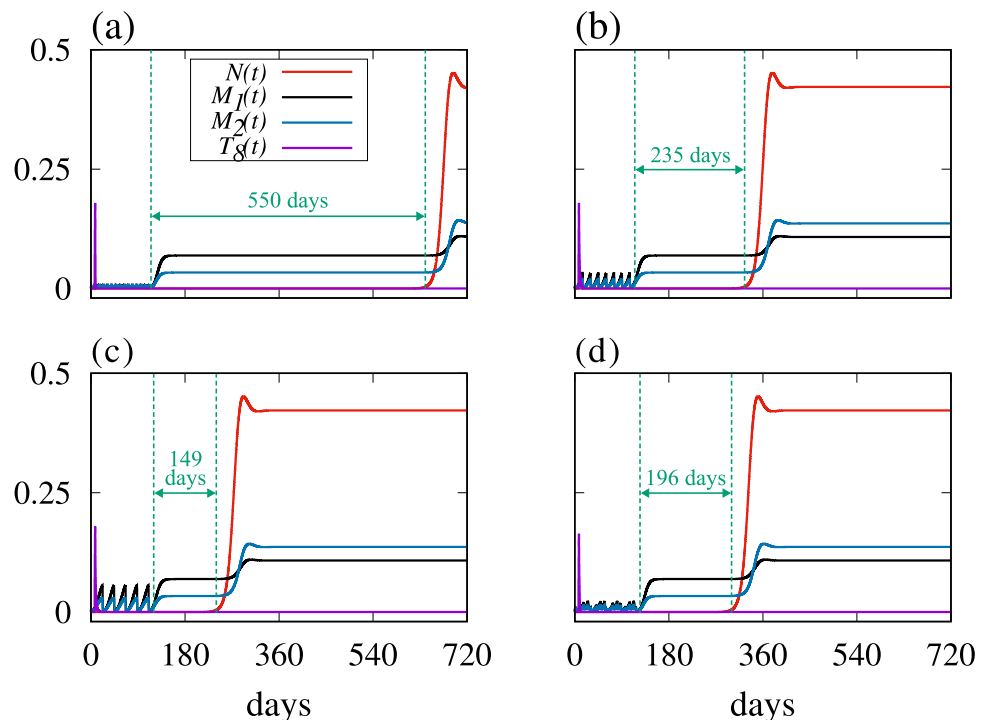 (a)
(b)
0.5
0.25
0
N(t)
M1(t)
M2(t)
T8(t)
550 days
235 days
(c)
(d)
0.5
0.25
0
149
days
196 days
0 180 360 540 720
0 180 360 540 720
days
days